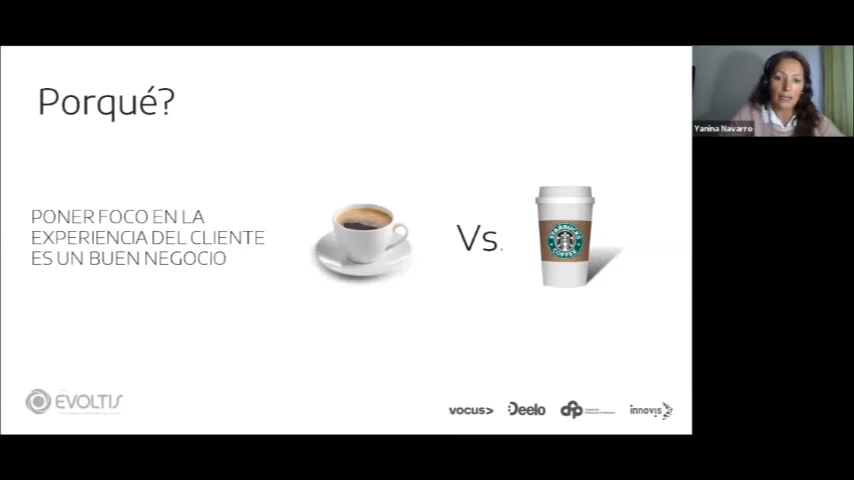 Porqué?
PONER FOCO EN LA
EXPERIENCIA DEL CLIENTE
ES UN BUEN NEGOCIO
Vs.
STARBUCKS
COFFEE
Yanina Navarro
EVOLTIS
vocus>
Deelo
dfp
innovis